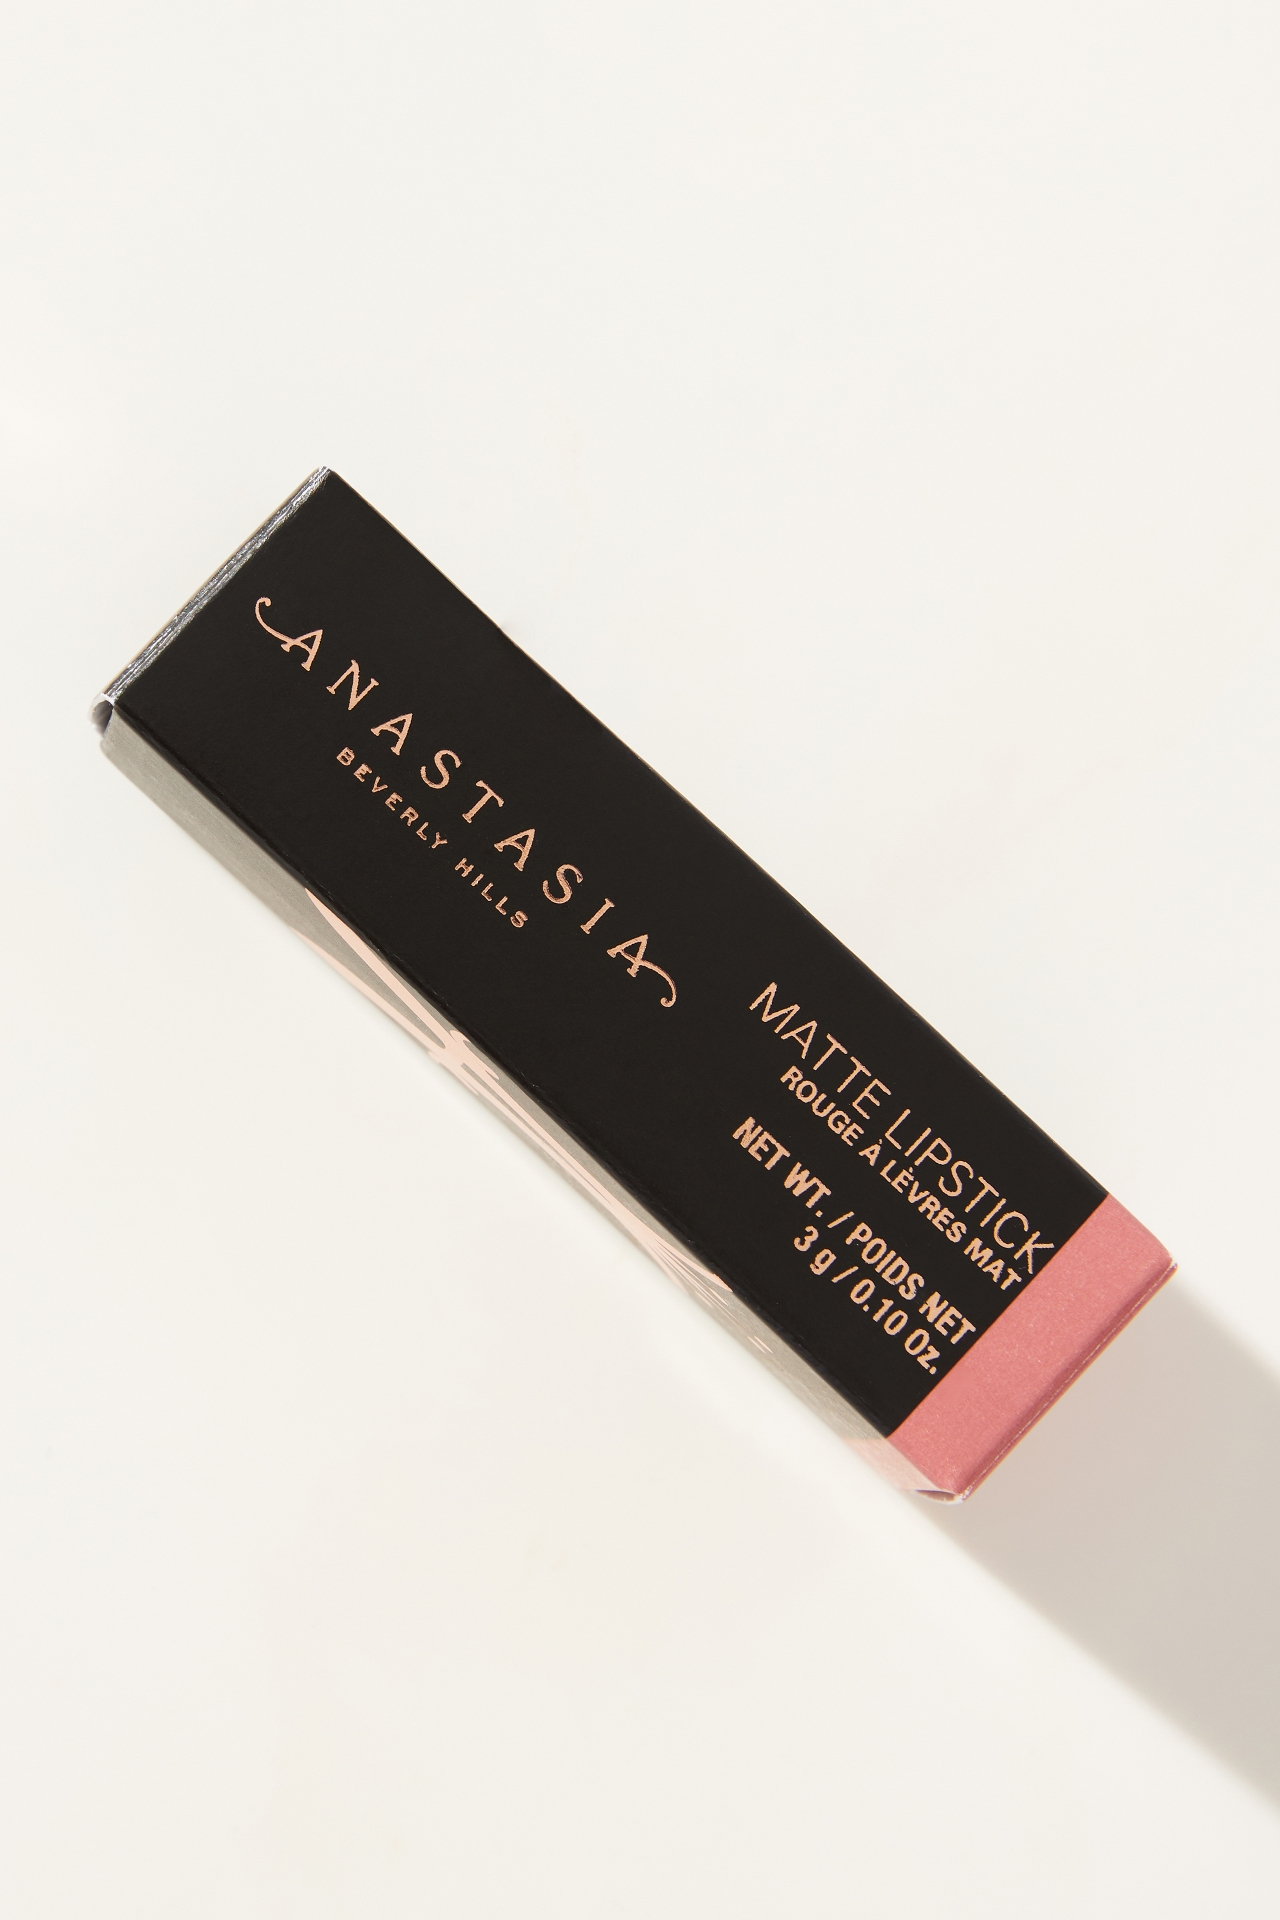 ANASTASIA
BEVERLY HILLS
MATTE LIPSTICK
ROUGE À LÈVRES MAT
NET WT. / POIDS NET
3 g / 0.10 Oz.